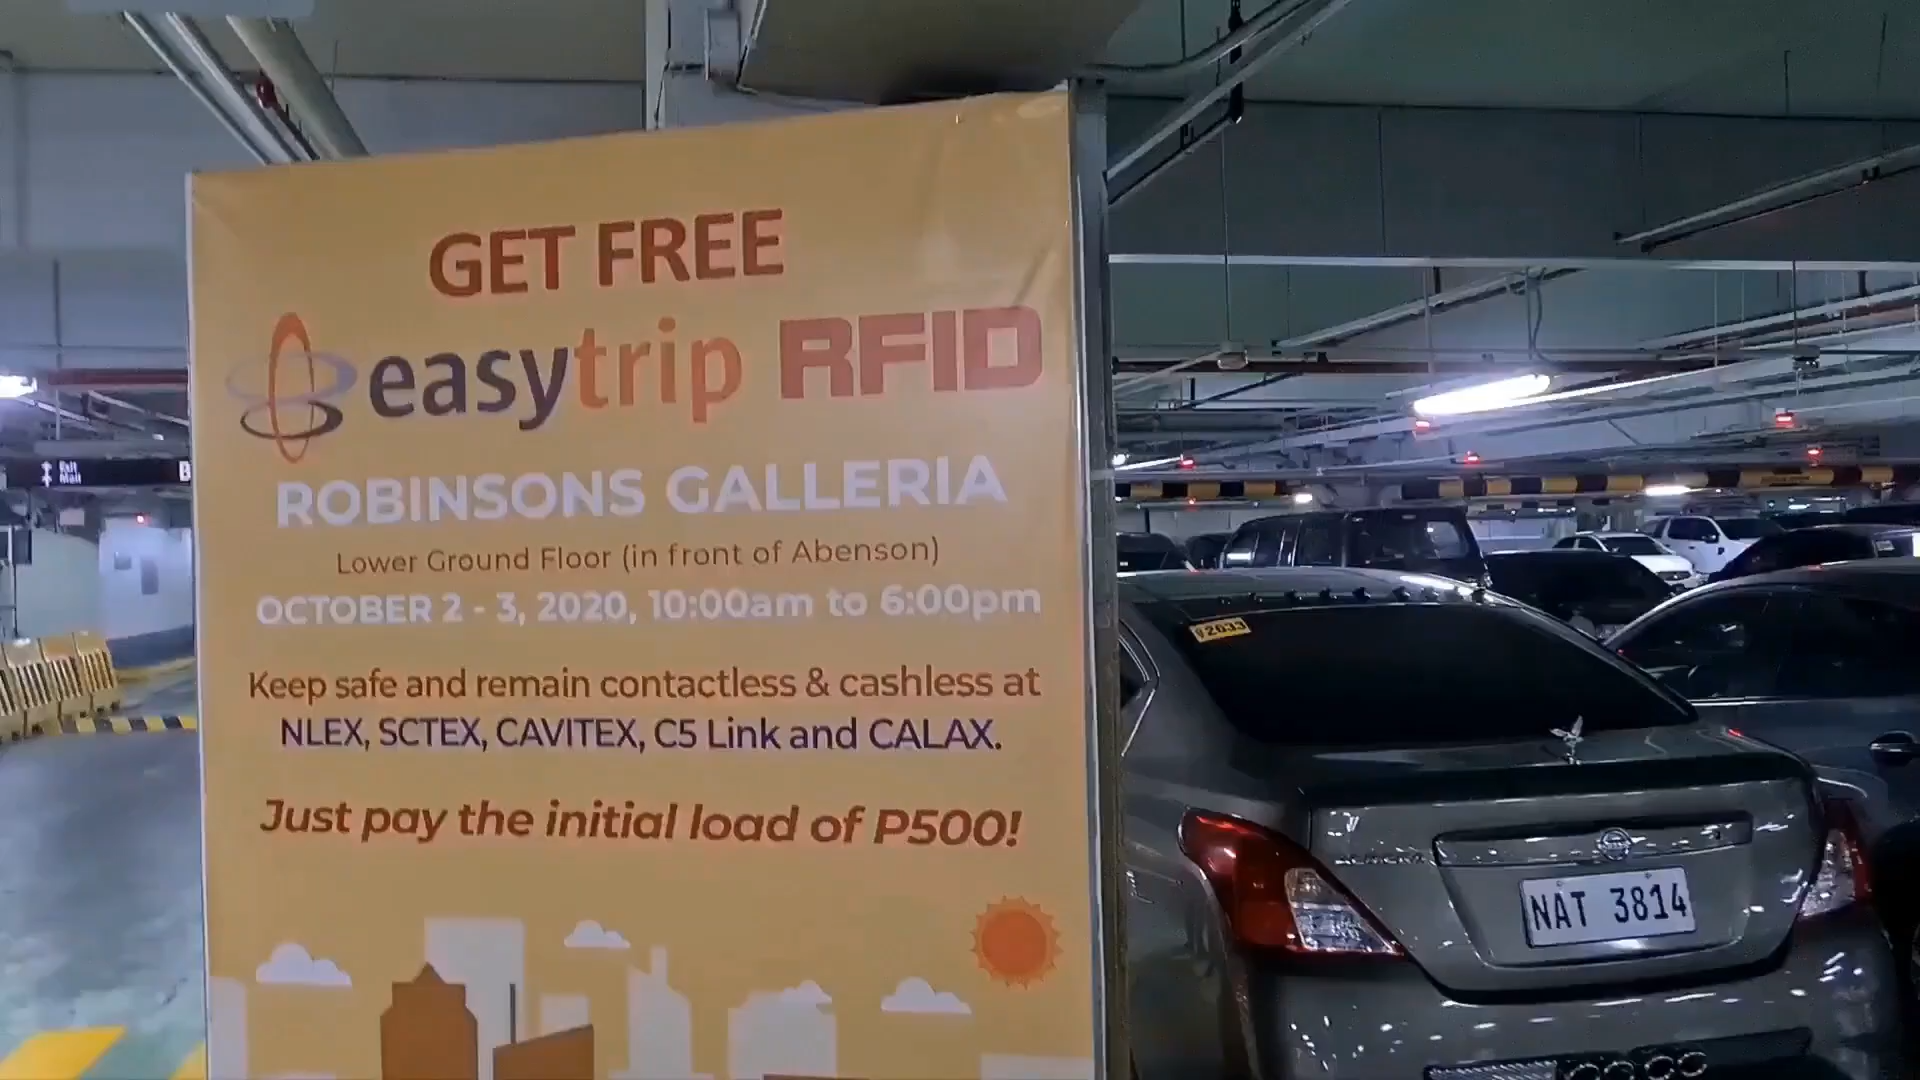 GET FREE
easytrip RFID
ROBINSONS GALLERIA
Lower Ground Floor (in front of Abenson)
OCTOBER 2 - 3, 2020, 10:00am to 6:00pm
Keep safe and remain contactless & cashless at
NLEX, SCTEX, CAVITEX, C5 Link and CALAX.
Just pay the initial load of P500!
Exit
Mall
B
NAT 3814